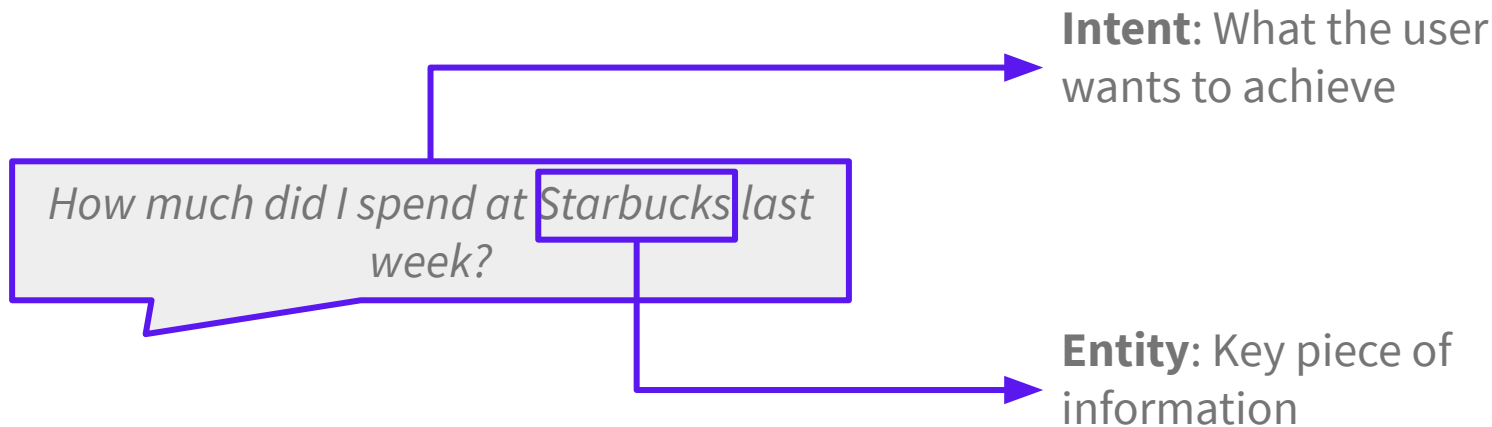 Intent: What the user
wants to achieve
How much did I spend at Starbucks last
week?
Entity: Key piece of
information